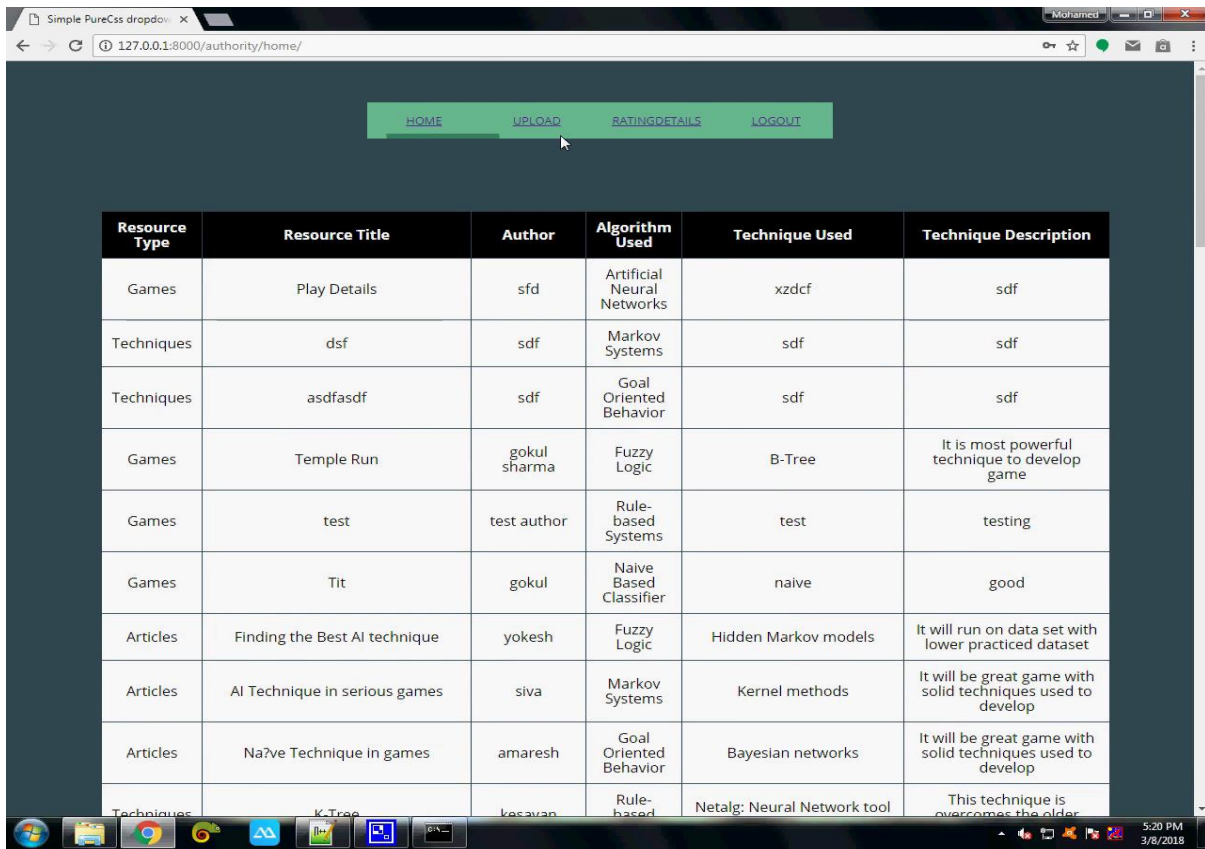 Simple PureCss dropdow
Mohamed
127.0.0.1:8000/authority/home/
HOME UPLOAD RATINGDETAILS LOGOUT
Resource Type Resource Title Author Algorithm Used Technique Used Technique Description
Games Play Details sfd Artificial Neural Networks xzdcf sdf
Techniques dsf sdf Markov Systems sdf sdf
Techniques asdfasdf sdf Goal Oriented Behavior sdf sdf
Games Temple Run gokul sharma Fuzzy Logic B-Tree It is most powerful technique to develop game
Games test test author Rule-based Systems test testing
Games Tit gokul Naive Based Classifier naive good
Articles Finding the Best AI technique yokesh Fuzzy Logic Hidden Markov models It will run on data set with lower practiced dataset
Articles AI Technique in serious games siva Markov Systems Kernel methods It will be great game with solid techniques used to develop
Articles Na?ve Technique in games amaresh Goal Oriented Behavior Bayesian networks It will be great game with solid techniques used to develop
Techniques K-Tree kesavan Rule-based Netalg: Neural Network tool This technique is overcomes the older
5:20 PM
3/8/2018